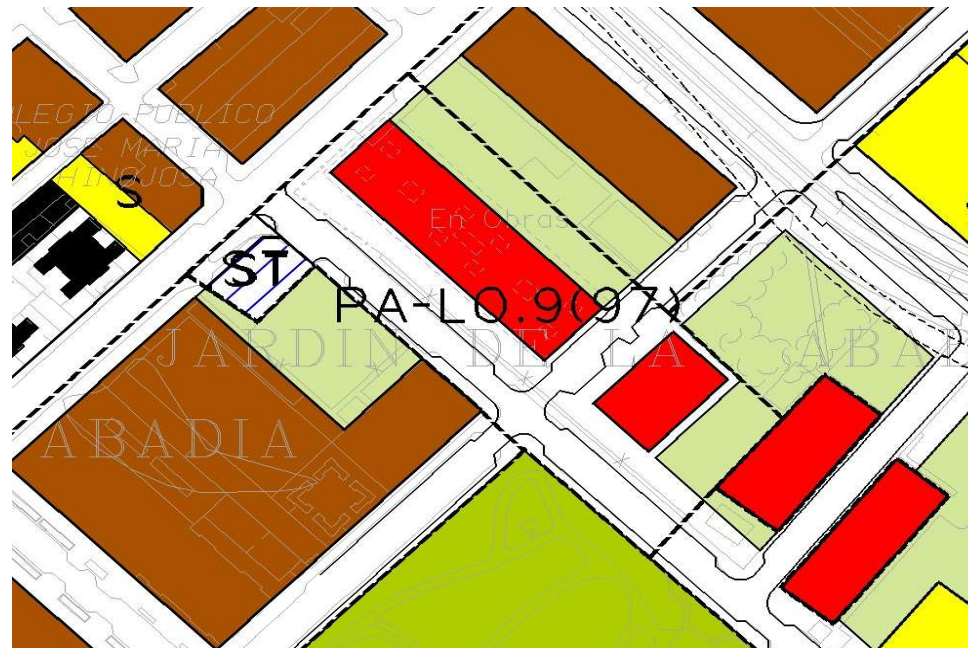 LEGIO PUBLICO
JOSE MARIA
HINOJOSA
S
En Obras
ST
PA-LO.9(97)
JARDIN DE LA ABAD
ABADIA